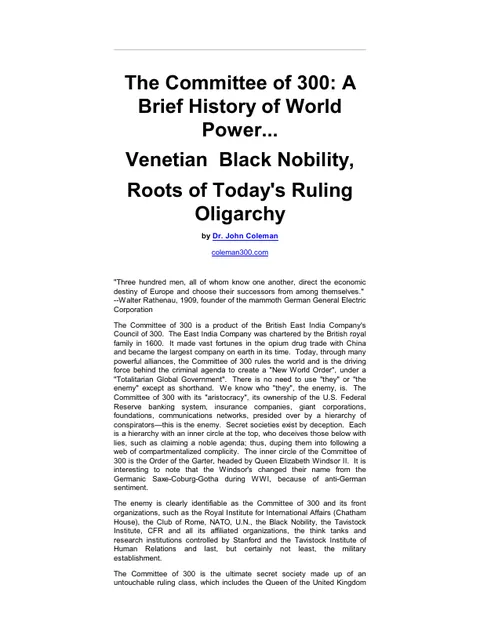 The Committee of 300: A
Brief History of World
Power...
Venetian  Black Nobility,
Roots of Today's Ruling
Oligarchy
by Dr. John Coleman
coleman300.com
"Three hundred men, all of whom know one another, direct the economic
destiny of Europe and choose their successors from among themselves."
--Walter Rathenau, 1909, founder of the mammoth German General Electric
Corporation
The Committee of 300 is a product of the British East India Company's
Council of 300.  The East India Company was chartered by the British royal
family in 1600.  It made vast fortunes in the opium drug trade with China
and became the largest company on earth in its time.  Today, through many
powerful alliances, the Committee of 300 rules the world and is the driving
force behind the criminal agenda to create a "New World Order", under a
"Totalitarian Global Government".  There is no need to use "they" or "the
enemy" except as shorthand.  We know who "they", the enemy, is.  The
Committee of 300 with its "aristocracy", its ownership of the U.S. Federal
Reserve banking system, insurance companies, giant corporations,
foundations, communications networks, presided over by a hierarchy of
conspirators—this is the enemy.  Secret societies exist by deception.  Each
is a hierarchy with an inner circle at the top, who deceives those below with
lies, such as claiming a noble agenda; thus, duping them into following a
web of compartmentalized complicity.  The inner circle of the Committee of
300 is the Order of the Garter, headed by Queen Elizabeth Windsor II.  It is
interesting to note that the Windsor's changed their name from the
Germanic Saxe-Coburg-Gotha during WWI, because of anti-German
sentiment.
The enemy is clearly identifiable as the Committee of 300 and its front
organizations, such as the Royal Institute for International Affairs (Chatham
House), the Club of Rome, NATO, U.N., the Black Nobility, the Tavistock
Institute, CFR and all its affiliated organizations, the think tanks and
research institutions controlled by Stanford and the Tavistock Institute of
Human Relations and last, but certainly not least, the military
establishment.
The Committee of 300 is the ultimate secret society made up of an
untouchable ruling class, which includes the Queen of the United Kingdom